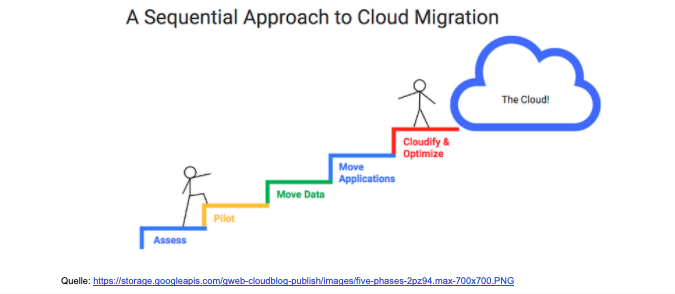 A Sequential Approach to Cloud Migration
The Cloud!
Cloudify &
Optimize
Move
Applications
Move Data
Pilot
Assess
Quelle: https://storage.googleapis.com/gweb-cloudblog-publish/images/five-phases-2pz94.max-700x700.PNG